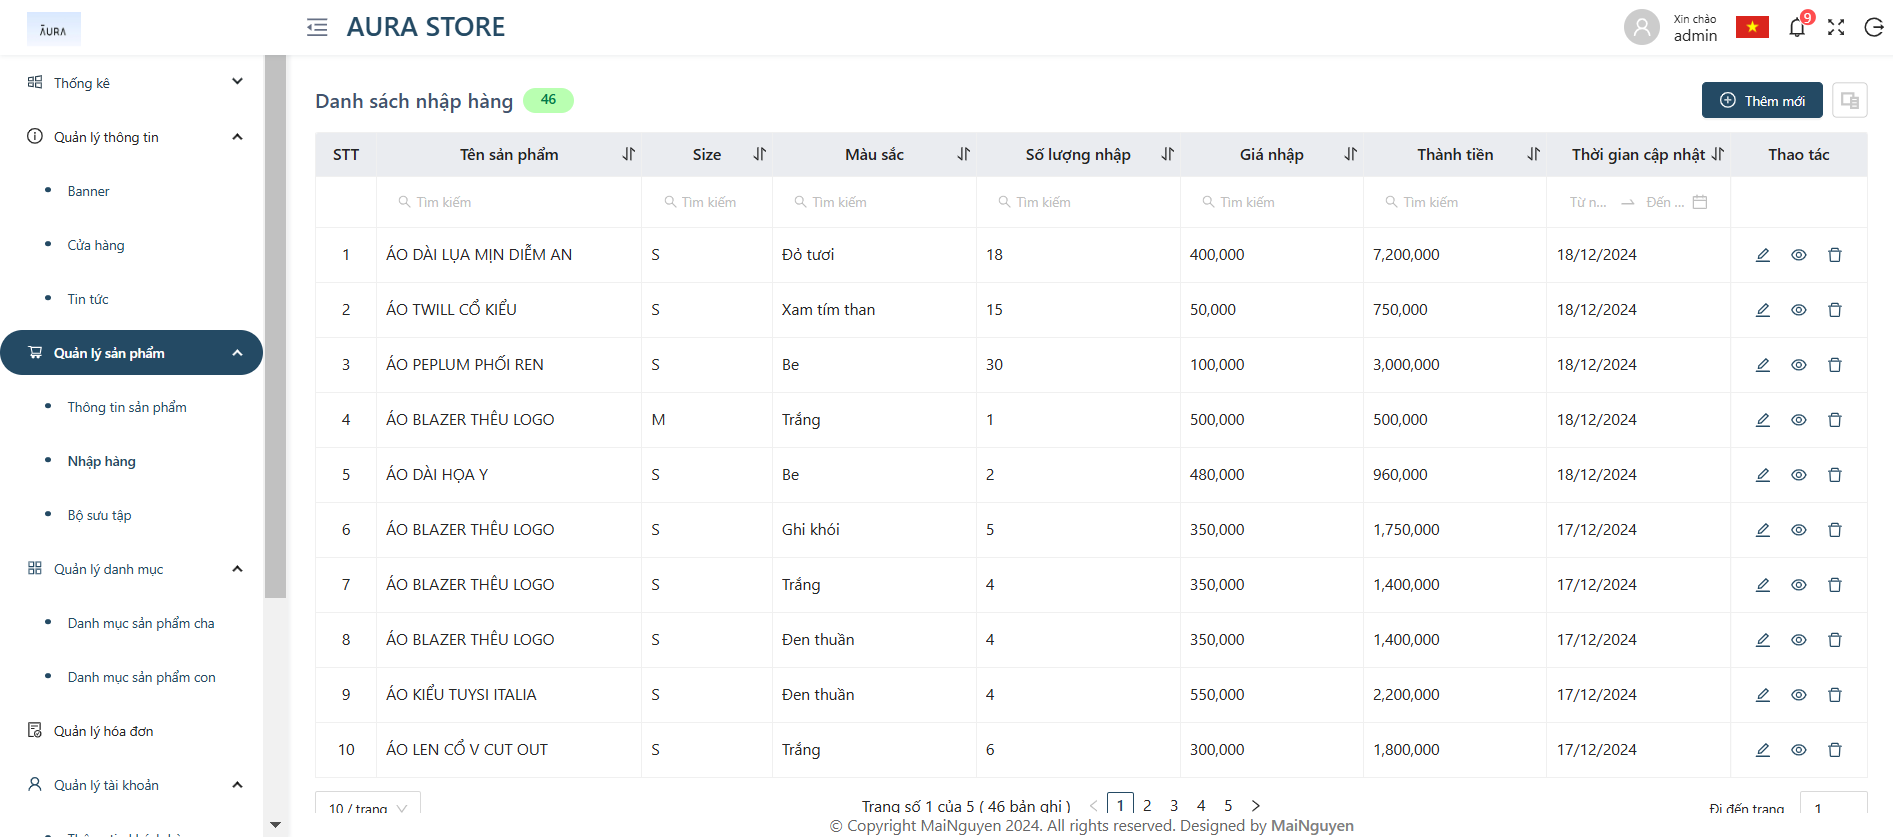 ĀURA
AURA STORE
Xin chào
admin
9
Thống kê
Quản lý thông tin
Banner
Cửa hàng
Tin tức
Quản lý sản phẩm
Thông tin sản phẩm
Nhập hàng
Bộ sưu tập
Quản lý danh mục
Danh mục sản phẩm cha
Danh mục sản phẩm con
Quản lý hóa đơn
Quản lý tài khoản
Danh sách nhập hàng 46
Thêm mới
STT Tên sản phẩm Size Màu sắc Số lượng nhập Giá nhập Thành tiền Thời gian cập nhật Thao tác
Tìm kiếm Tìm kiếm Tìm kiếm Tìm kiếm Tìm kiếm Tìm kiếm Từ n... Đến ...
1 ÁO DÀI LỤA MỊN DIỄM AN S Đỏ tươi 18 400,000 7,200,000 18/12/2024
2 ÁO TWILL CỔ KIỂU S Xam tím than 15 50,000 750,000 18/12/2024
3 ÁO PEPLUM PHỐI REN S Be 30 100,000 3,000,000 18/12/2024
4 ÁO BLAZER THÊU LOGO M Trắng 1 500,000 500,000 18/12/2024
5 ÁO DÀI HỌA Y S Be 2 480,000 960,000 18/12/2024
6 ÁO BLAZER THÊU LOGO S Ghi khói 5 350,000 1,750,000 17/12/2024
7 ÁO BLAZER THÊU LOGO S Trắng 4 350,000 1,400,000 17/12/2024
8 ÁO BLAZER THÊU LOGO S Đen thuần 4 350,000 1,400,000 17/12/2024
9 ÁO KIỂU TUYSI ITALIA S Đen thuần 4 550,000 2,200,000 17/12/2024
10 ÁO LEN CỔ V CUT OUT S Trắng 6 300,000 1,800,000 17/12/2024
10 / trang Trang số 1 của 5 ( 46 bản ghi ) 1 2 3 4 5 Đi đến trang 1
© Copyright MaiNguyen 2024. All rights reserved. Designed by MaiNguyen